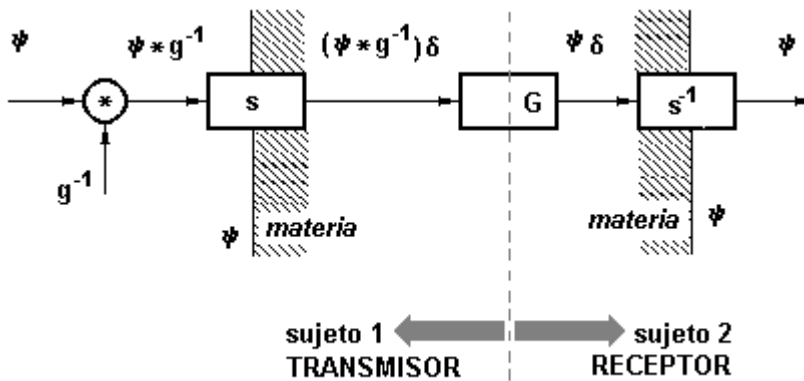 ψ ψ * g⁻¹ (ψ * g⁻¹) δ ψ δ ψ
* s G s⁻¹
g⁻¹
ψ materia materia ψ
sujeto 1 sujeto 2
TRANSMISOR RECEPTOR